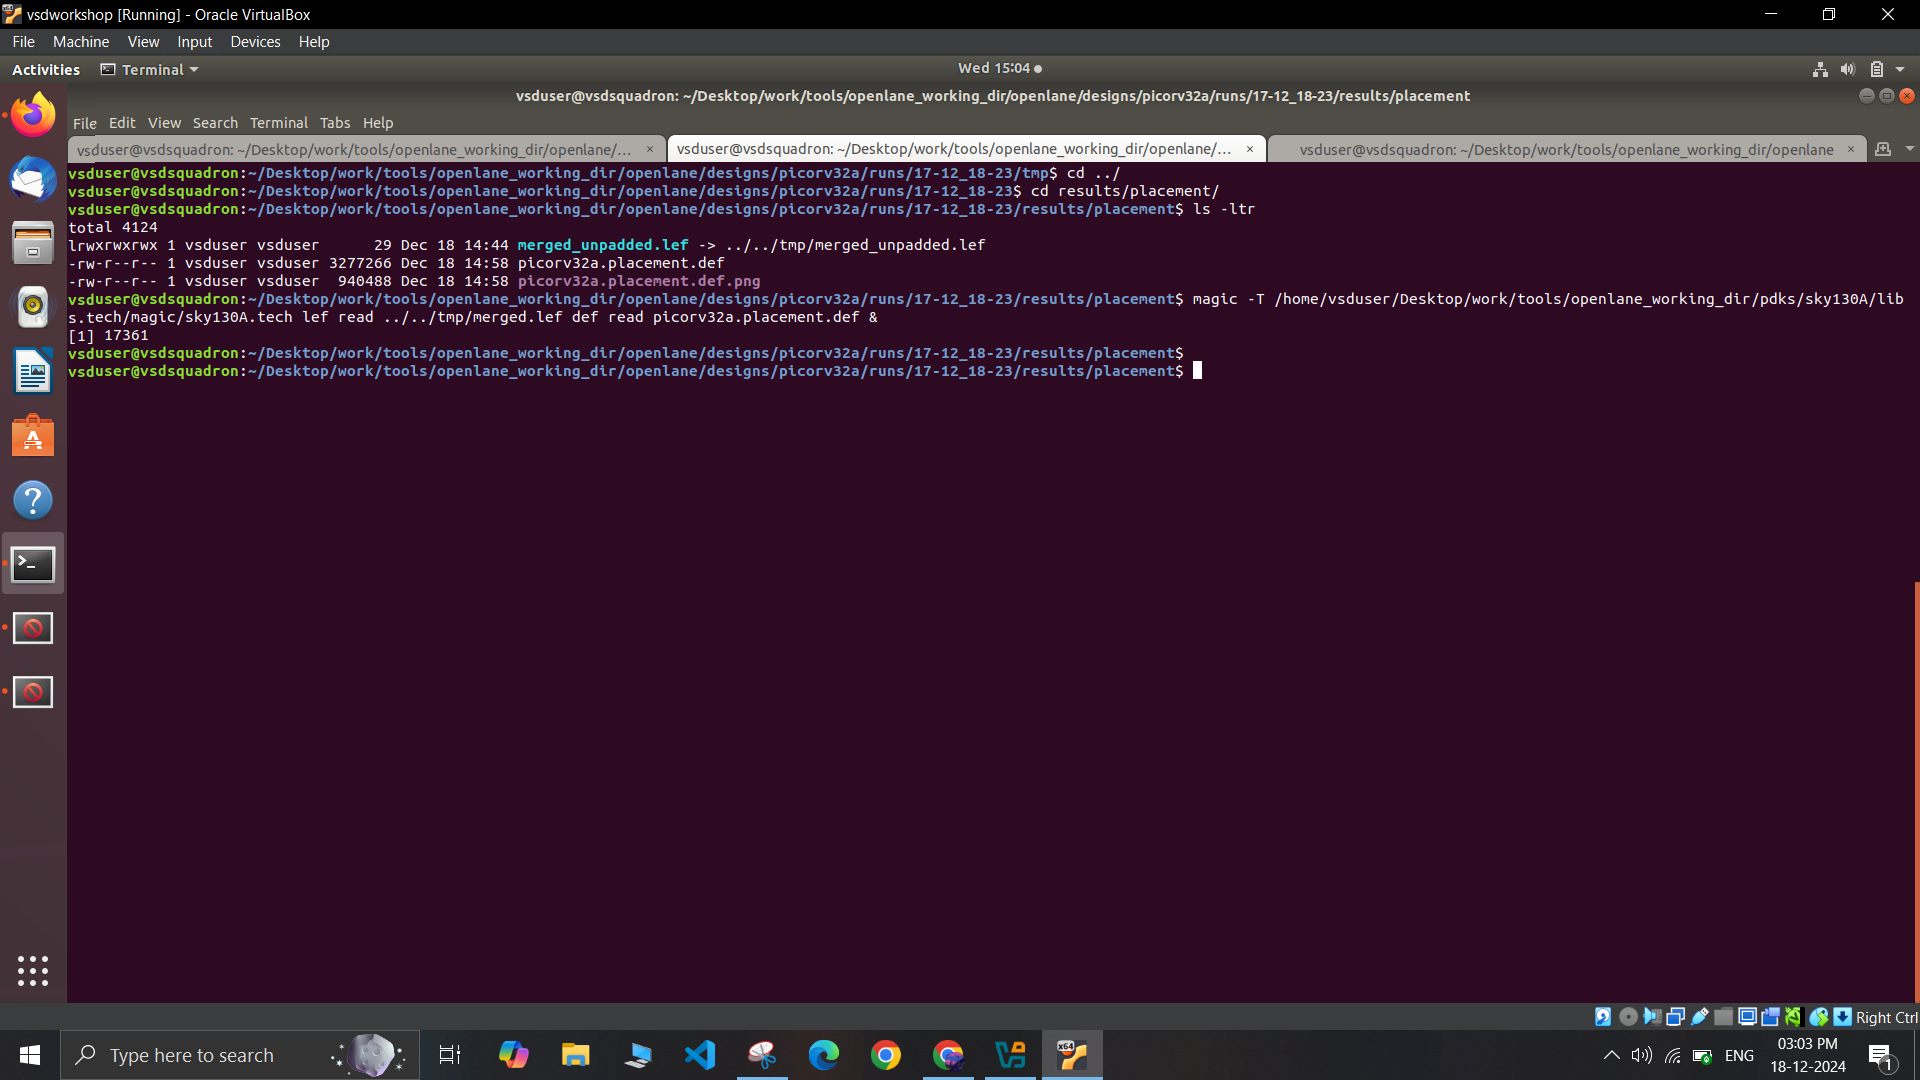 vsdworkshop [Running] - Oracle VirtualBox
File Machine View Input Devices Help
Activities Terminal Wed 15:04
vsduser@vsdsquadron: ~/Desktop/work/tools/openlane_working_dir/openlane/designs/picorv32a/runs/17-12_18-23/results/placement
File Edit View Search Terminal Tabs Help
vsduser@vsdsquadron: ~/Desktop/work/tools/openlane_working_dir/openlane/... × vsduser@vsdsquadron: ~/Desktop/work/tools/openlane_working_dir/openlane/... × vsduser@vsdsquadron: ~/Desktop/work/tools/openlane_working_dir/openlane ×
vsduser@vsdsquadron:~/Desktop/work/tools/openlane_working_dir/openlane/designs/picorv32a/runs/17-12_18-23/tmp$ cd ../
vsduser@vsdsquadron:~/Desktop/work/tools/openlane_working_dir/openlane/designs/picorv32a/runs/17-12_18-23$ cd results/placement/
vsduser@vsdsquadron:~/Desktop/work/tools/openlane_working_dir/openlane/designs/picorv32a/runs/17-12_18-23/results/placement$ ls -ltr
total 4124
lrwxrwxrwx 1 vsduser vsduser      29 Dec 18 14:44 merged_unpadded.lef -> ../../tmp/merged_unpadded.lef
-rw-r--r-- 1 vsduser vsduser 3277266 Dec 18 14:58 picorv32a.placement.def
-rw-r--r-- 1 vsduser vsduser  940488 Dec 18 14:58 picorv32a.placement.def.png
vsduser@vsdsquadron:~/Desktop/work/tools/openlane_working_dir/openlane/designs/picorv32a/runs/17-12_18-23/results/placement$ magic -T /home/vsduser/Desktop/work/tools/openlane_working_dir/pdks/sky130A/lib
s.tech/magic/sky130A.tech lef read ../../tmp/merged.lef def read picorv32a.placement.def &
[1] 17361
vsduser@vsdsquadron:~/Desktop/work/tools/openlane_working_dir/openlane/designs/picorv32a/runs/17-12_18-23/results/placement$
vsduser@vsdsquadron:~/Desktop/work/tools/openlane_working_dir/openlane/designs/picorv32a/runs/17-12_18-23/results/placement$
Right Ctrl
Type here to search
ENG
03:03 PM
18-12-2024
1
x64